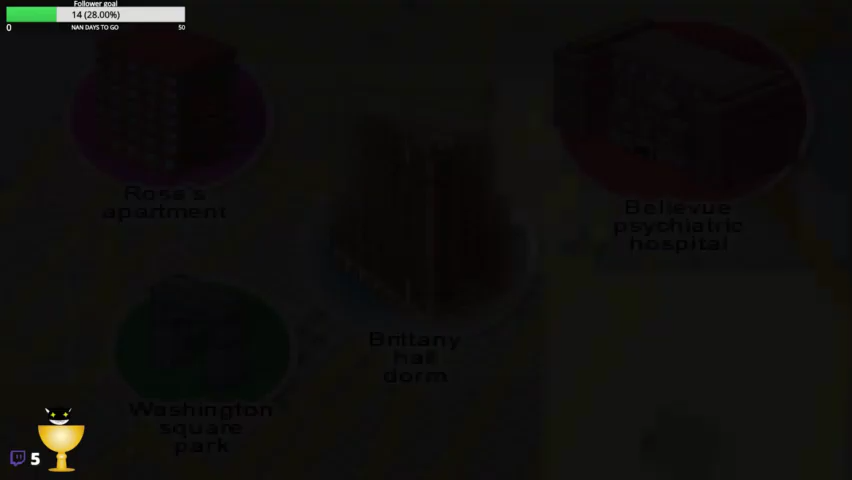 Follower goal
14 (28.00%)
0 NAN DAYS TO GO 50
Rosa's
apartment
Bellevue
psychiatric
hospital
Brittany
hall
dorm
Washington
square
park
5